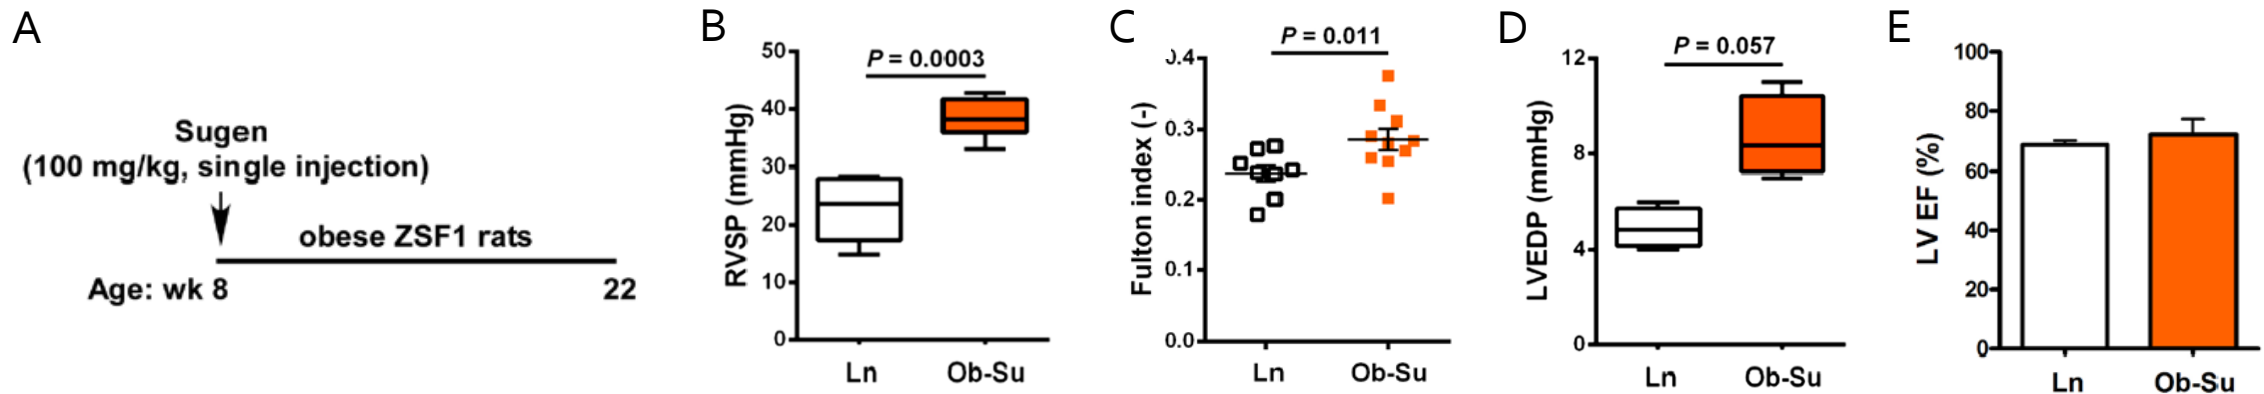 A
Sugen
(100 mg/kg, single injection)
obese ZSF1 rats
Age: wk 8
22
B
P = 0.0003
RVSP (mmHg)
50
40
30
20
10
0
Ln
Ob-Su
C
P = 0.011
Fulton index (-)
0.4
0.3
0.2
0.1
0.0
Ln
Ob-Su
D
P = 0.057
LVEDP (mmHg)
12
8
4
0
Ln
Ob-Su
E
LV EF (%)
100
80
60
40
20
0
Ln
Ob-Su